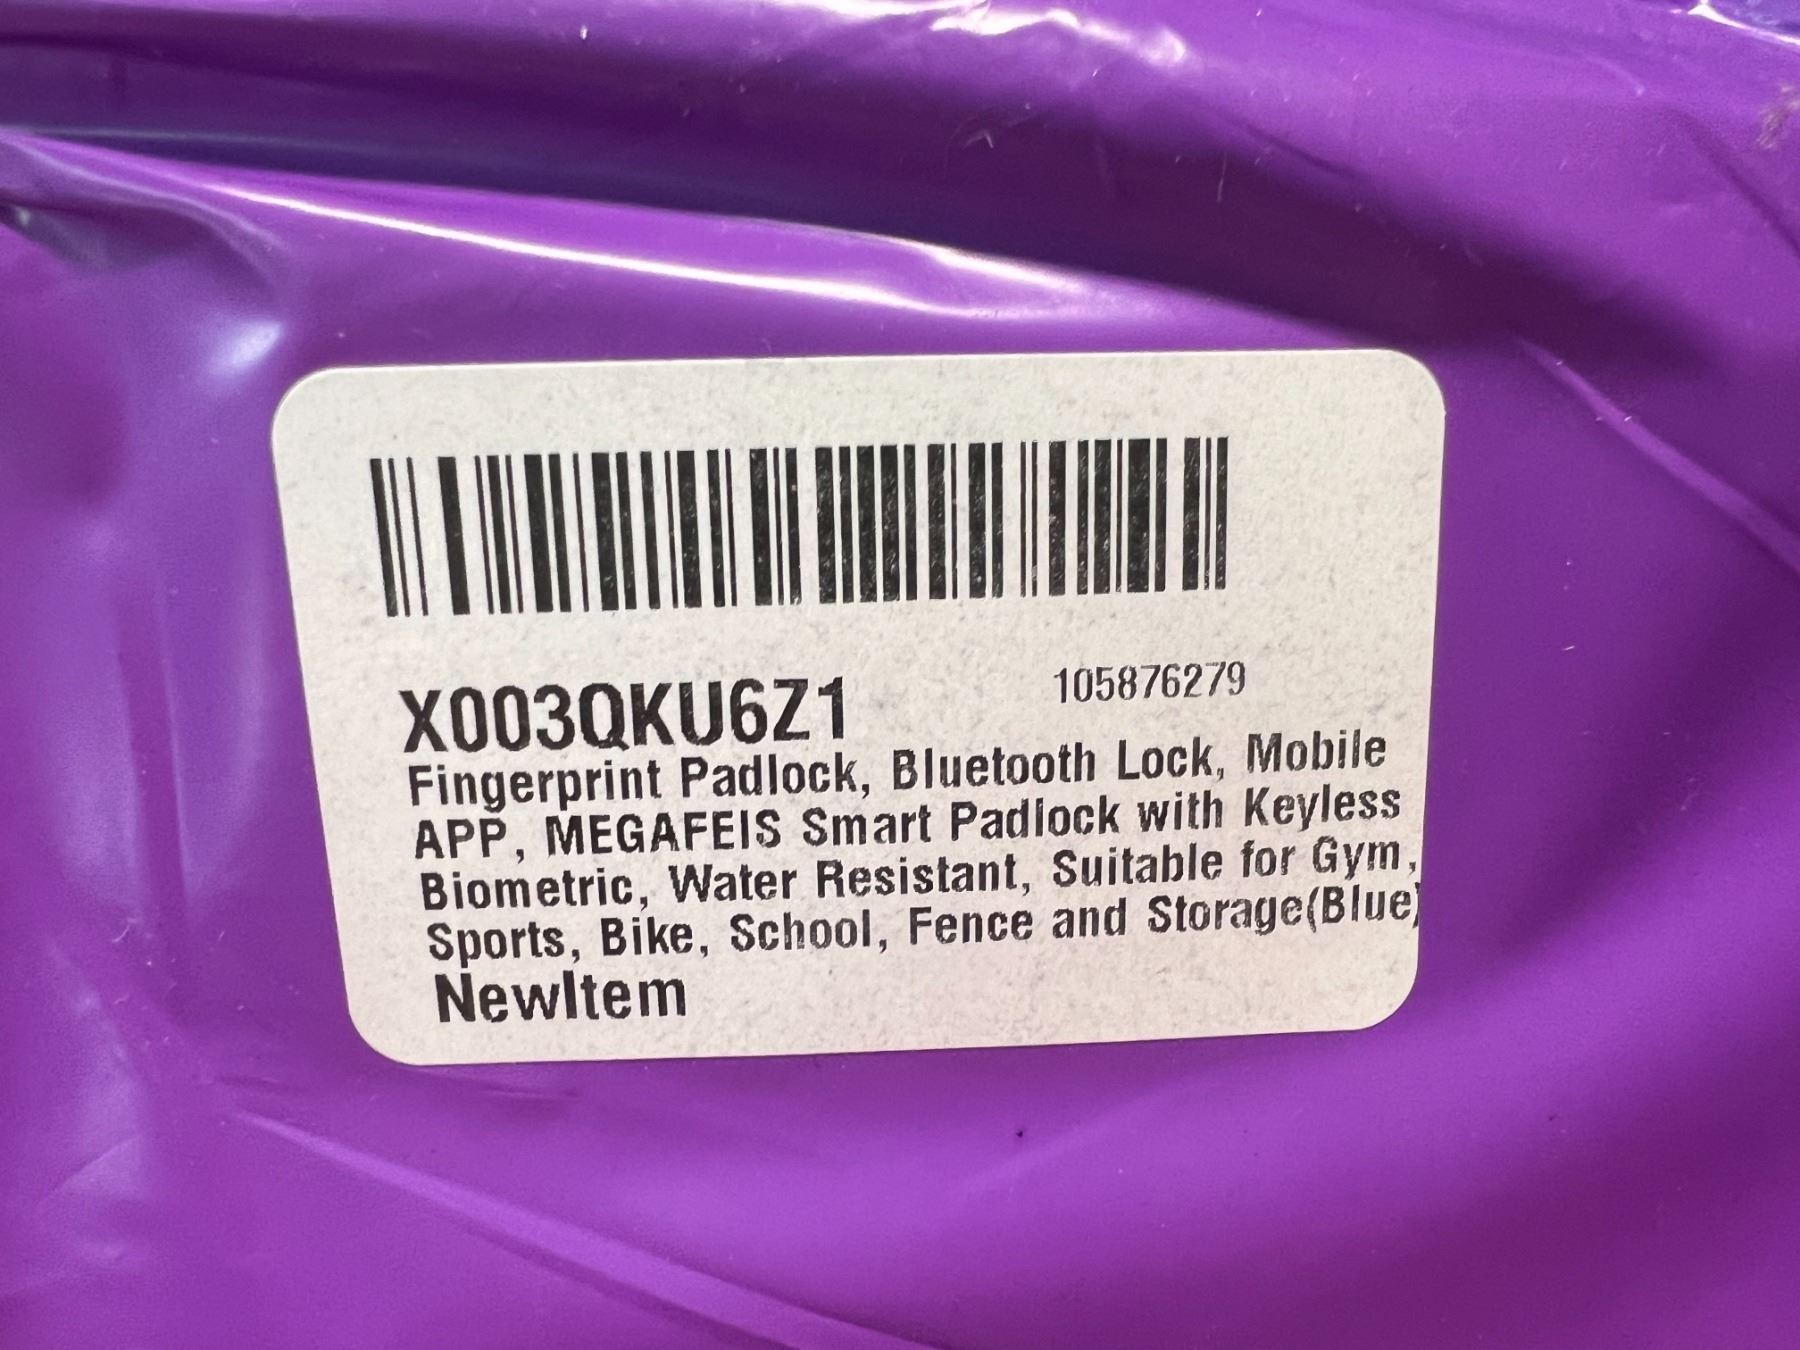 X003QKU6Z1 105876279
Fingerprint Padlock, Bluetooth Lock, Mobile
APP, MEGAFEIS Smart Padlock with Keyless
Biometric, Water Resistant, Suitable for Gym,
Sports, Bike, School, Fence and Storage(Blue)
NewItem